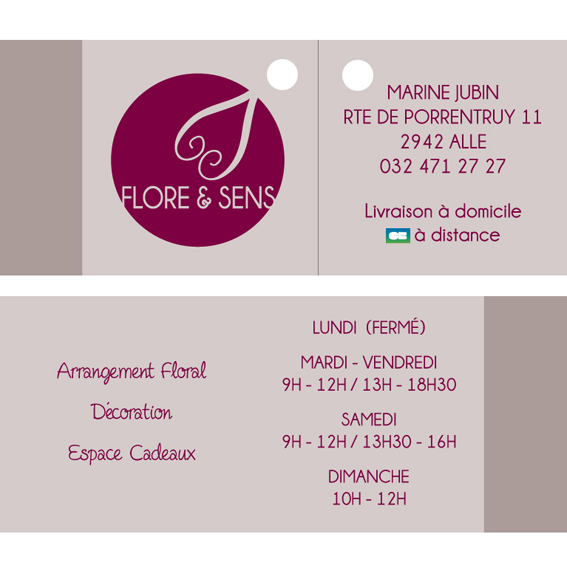 FLORE & SENS
MARINE JUBIN
RTE DE PORRENTRUY 11
2942 ALLE
032 471 27 27
Livraison à domicile
à distance
Arrangement Floral
Décoration
Espace Cadeaux
LUNDI (FERMÉ)
MARDI - VENDREDI
9H - 12H / 13H - 18H30
SAMEDI
9H - 12H / 13H30 - 16H
DIMANCHE
10H - 12H